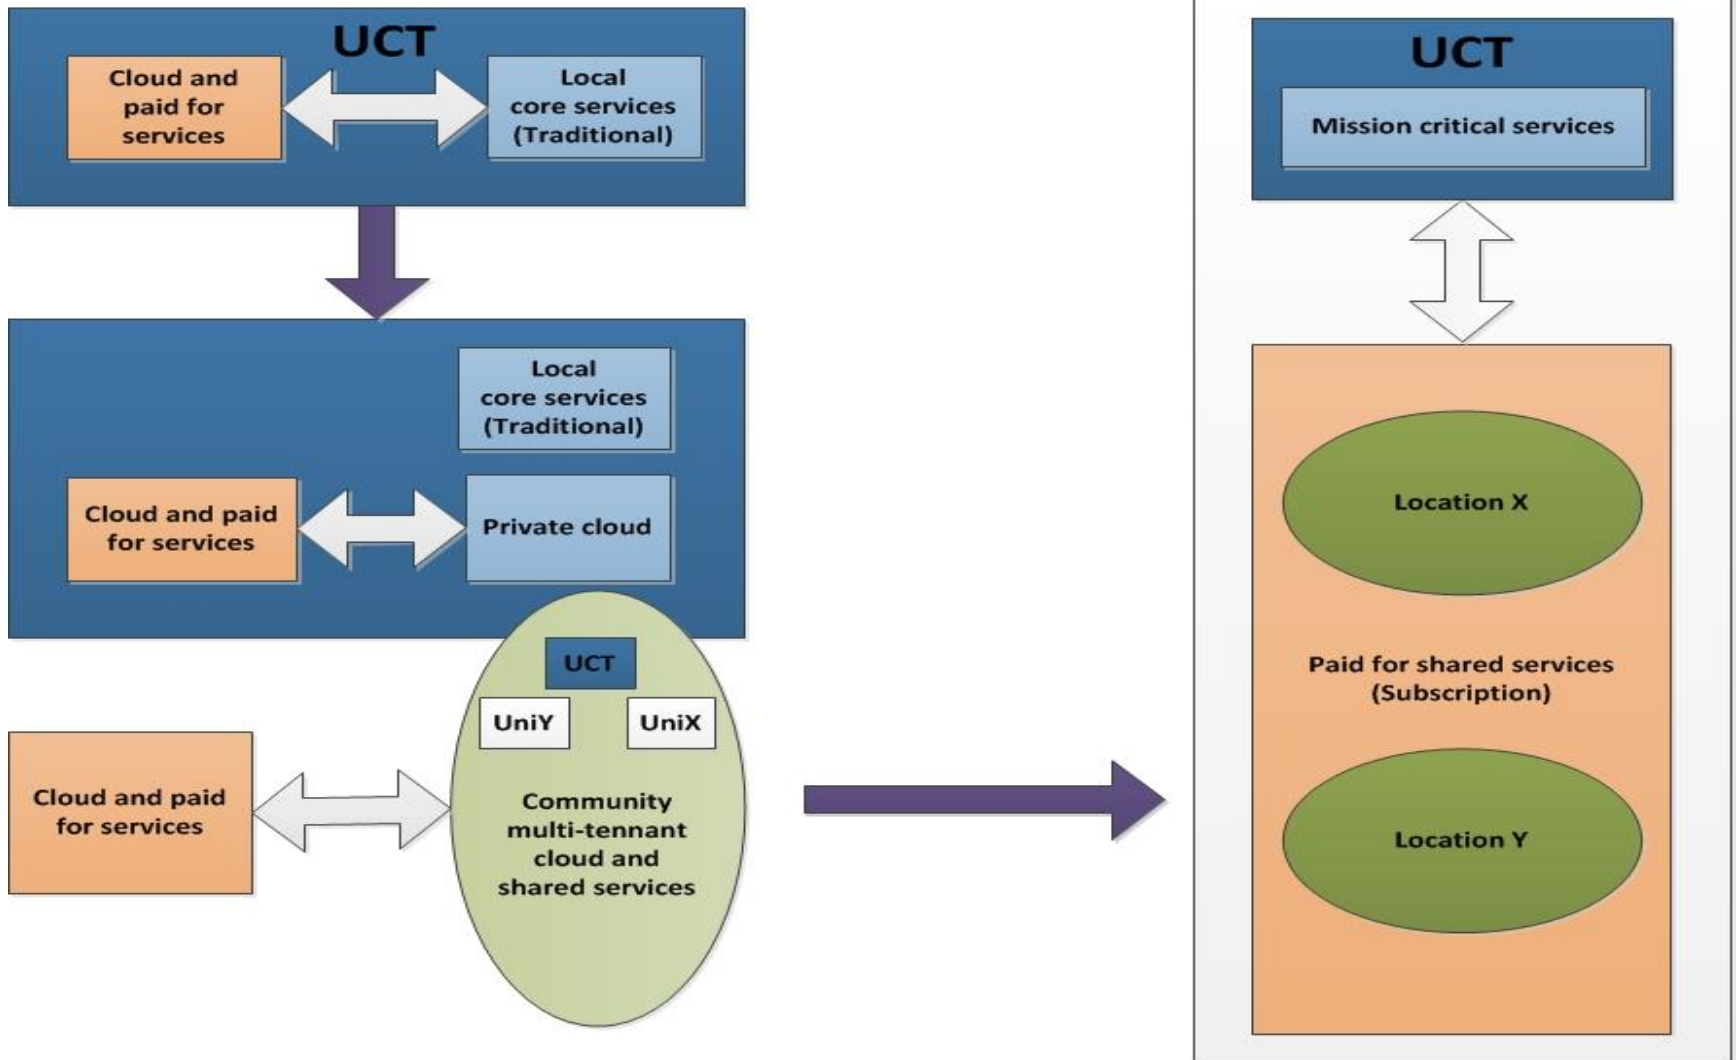 UCT
Cloud and
paid for
services
Local
core services
(Traditional)
Local
core services
(Traditional)
Cloud and paid
for services
Private cloud
UCT
UniY
UniX
Cloud and paid
for services
Community
multi-tennant
cloud and
shared services
UCT
Mission critical services
Location X
Paid for shared services
(Subscription)
Location Y